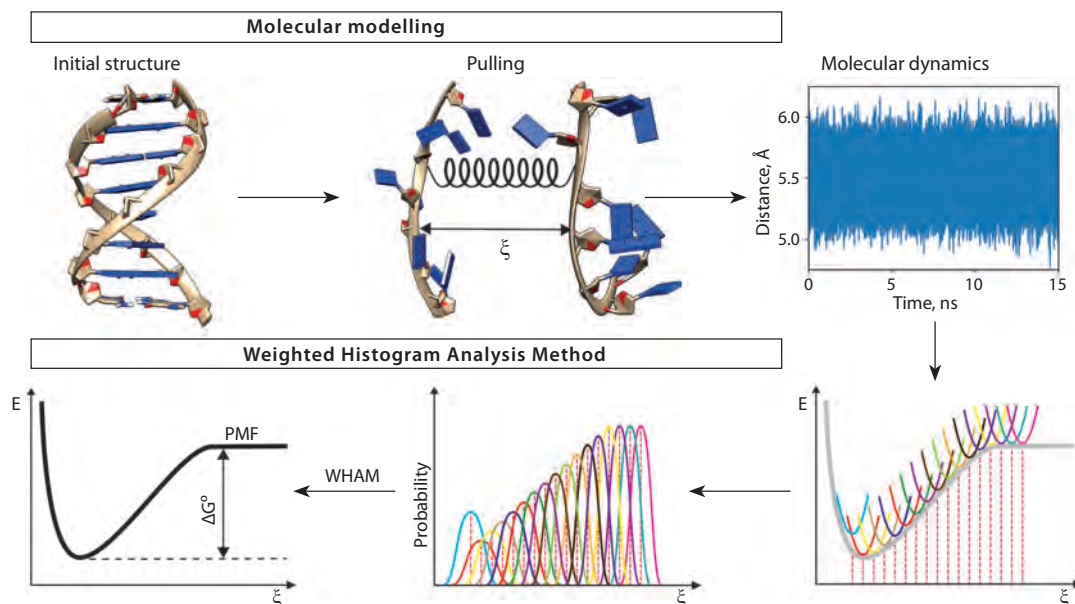 Molecular modelling
Initial structure
Pulling
Molecular dynamics
ξ
Distance, Å
6.0
5.5
5.0
0
5
10
15
Time, ns
Weighted Histogram Analysis Method
E
PMF
ΔG°
ξ
WHAM
Probability
ξ
E
ξ